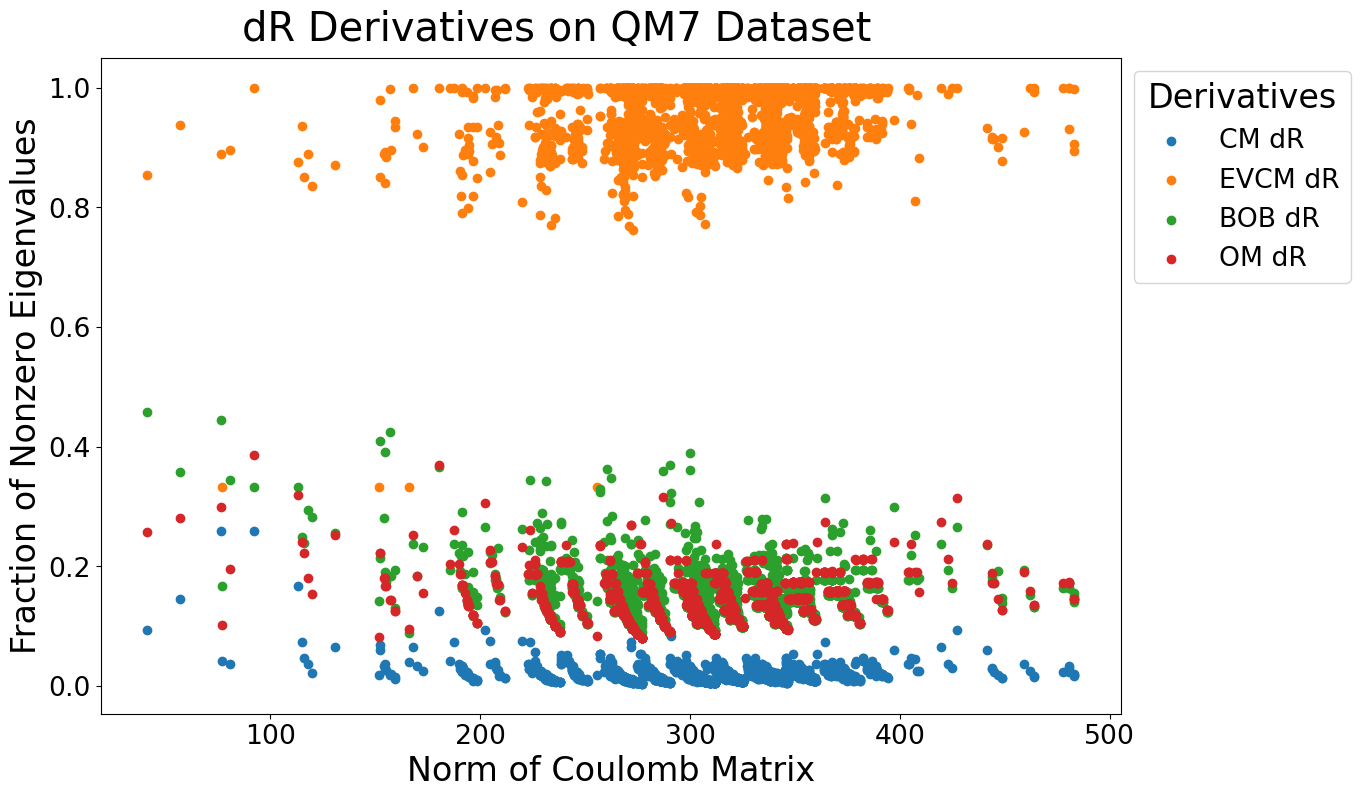 dR Derivatives on QM7 Dataset
Fraction of Nonzero Eigenvalues
1.0
0.8
0.6
0.4
0.2
0.0
100
200
300
400
500
Norm of Coulomb Matrix
Derivatives
CM dR
EVCM dR
BOB dR
OM dR